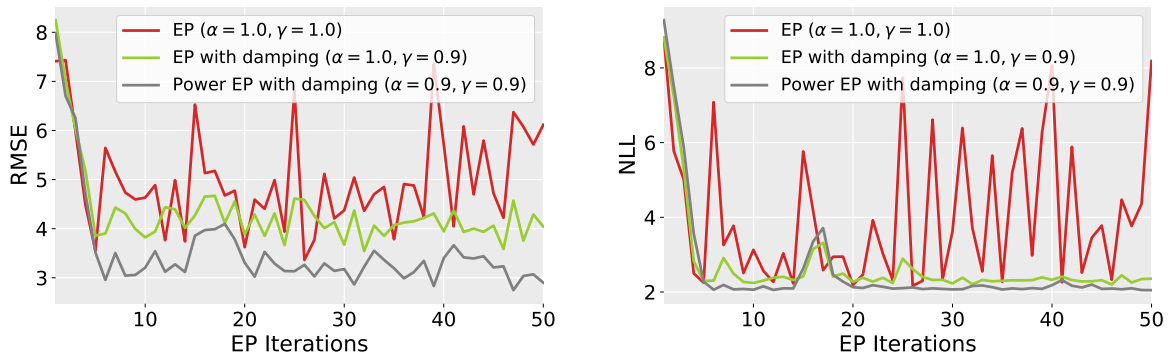 EP (α = 1.0, γ = 1.0)
EP with damping (α = 1.0, γ = 0.9)
Power EP with damping (α = 0.9, γ = 0.9)
8
7
6
5
4
3
RMSE
10
20
30
40
50
EP Iterations
EP (α = 1.0, γ = 1.0)
EP with damping (α = 1.0, γ = 0.9)
Power EP with damping (α = 0.9, γ = 0.9)
8
6
4
2
NLL
10
20
30
40
50
EP Iterations